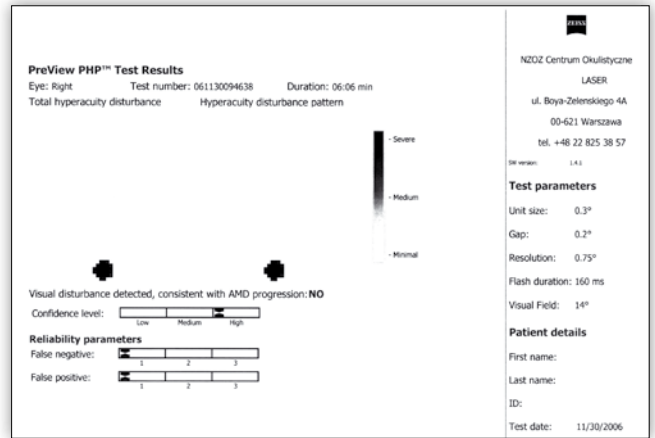 PreView PHP™ Test Results
Eye: Right Test number: 061130094638 Duration: 06:06 min
Total hyperacuity disturbance Hyperacuity disturbance pattern
- Severe
- Medium
- Minimal
Visual disturbance detected, consistent with AMD progression: NO
Confidence level:
Low Medium High
Reliability parameters
False negative:
1 2 3
False positive:
1 2 3
ZEISS
NZOZ Centrum Okulistyczne
LASER
ul. Boya-Zelenskiego 4A
00-621 Warszawa
tel. +48 22 825 38 57
SW version: 1.4.1
Test parameters
Unit size: 0.3°
Gap: 0.2°
Resolution: 0.75°
Flash duration: 160 ms
Visual Field: 14°
Patient details
First name:
Last name:
ID:
Test date: 11/30/2006